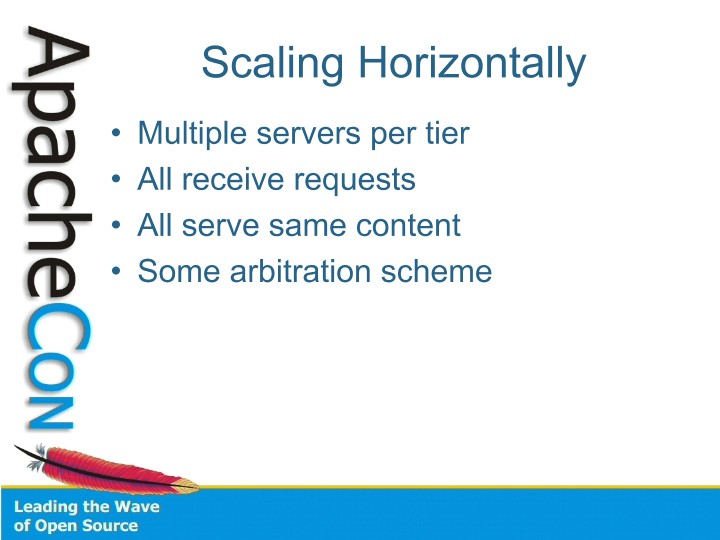 ApacheCon
Scaling Horizontally
• Multiple servers per tier
• All receive requests
• All serve same content
• Some arbitration scheme
Leading the Wave
of Open Source